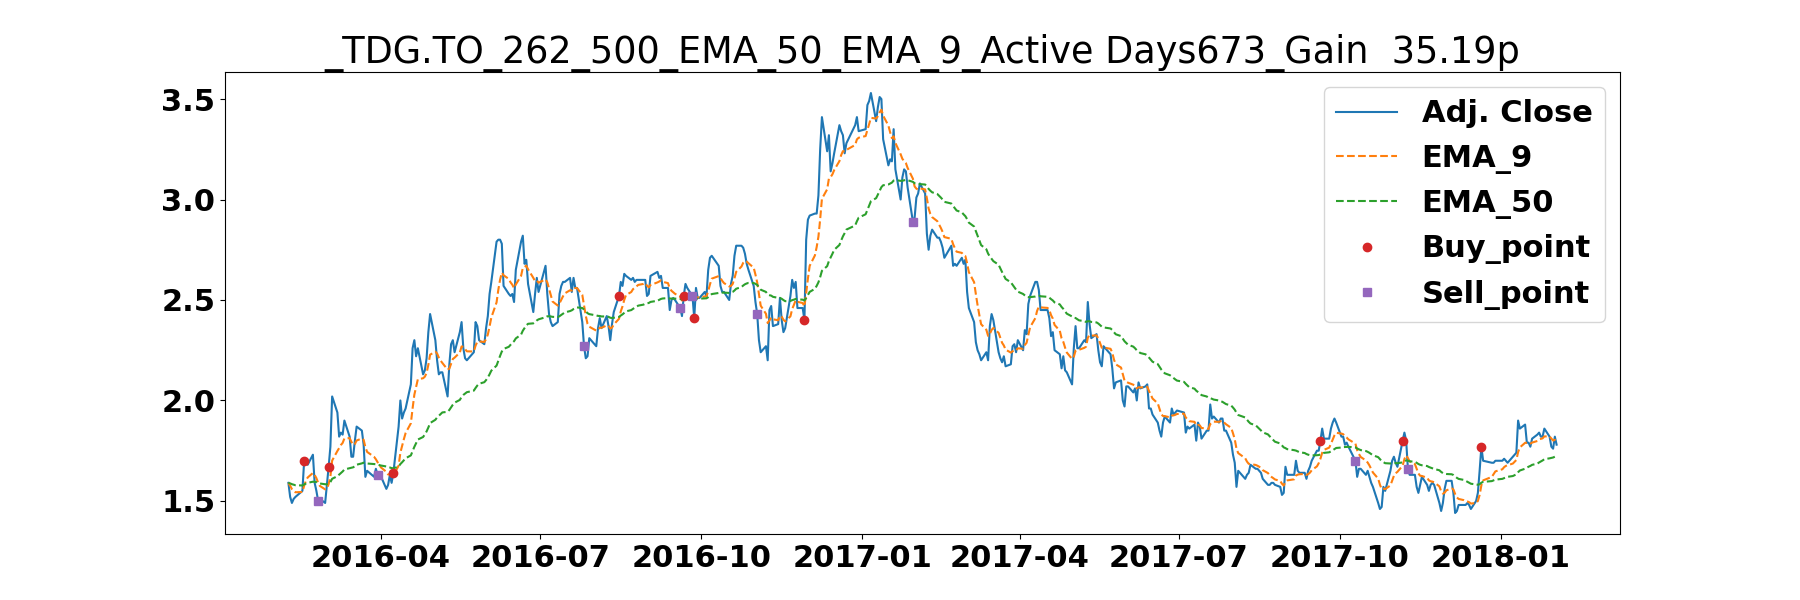 _TDG.TO_262_500_EMA_50_EMA_9_Active Days673_Gain  35.19p
3.5
3.0
2.5
2.0
1.5
2016-04
2016-07
2016-10
2017-01
2017-04
2017-07
2017-10
2018-01
Adj. Close
EMA_9
EMA_50
Buy_point
Sell_point